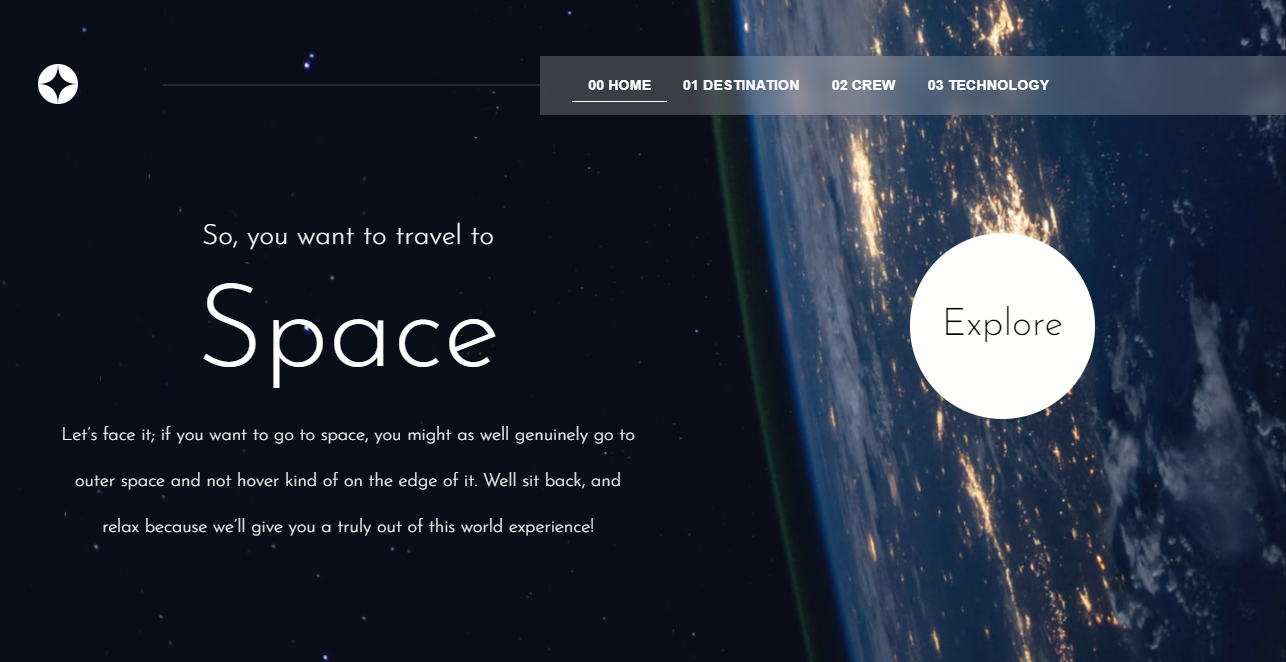 00 HOME 01 DESTINATION 02 CREW 03 TECHNOLOGY
So, you want to travel to
Space
Let's face it; if you want to go to space, you might as well genuinely go to
outer space and not hover kind of on the edge of it. Well sit back, and
relax because we'll give you a truly out of this world experience!
Explore